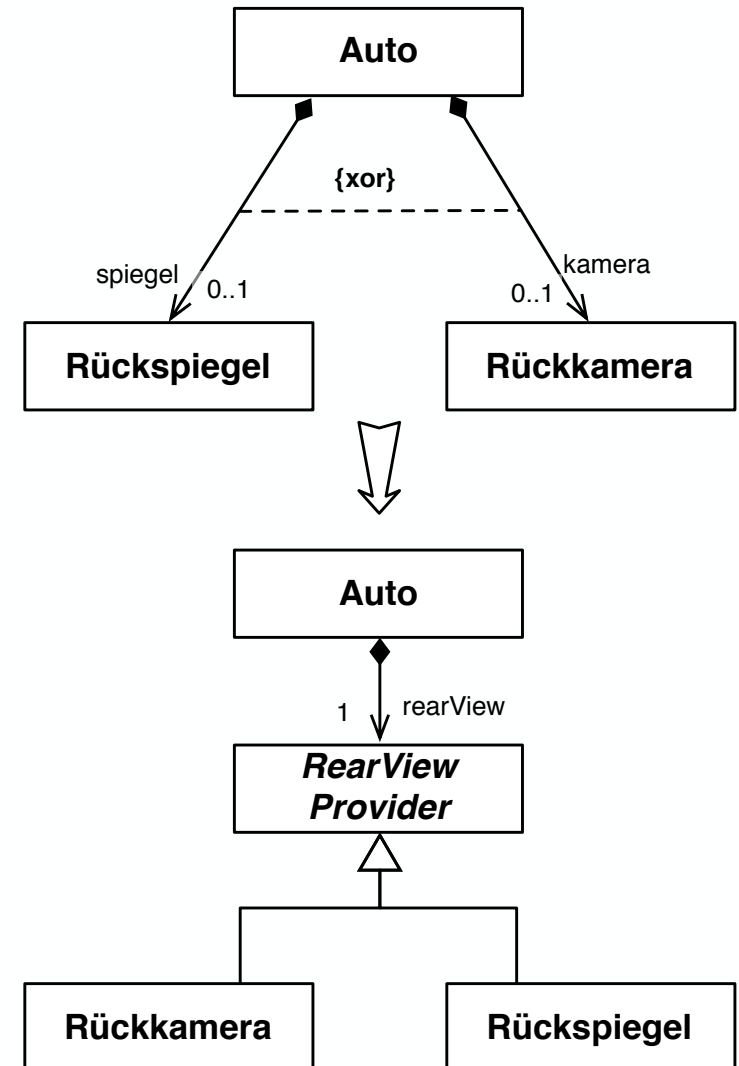 Auto
{xor}
spiegel
0..1
kamera
0..1
Rückspiegel
Rückkamera
Auto
1
rearView
RearView
Provider
Rückkamera
Rückspiegel